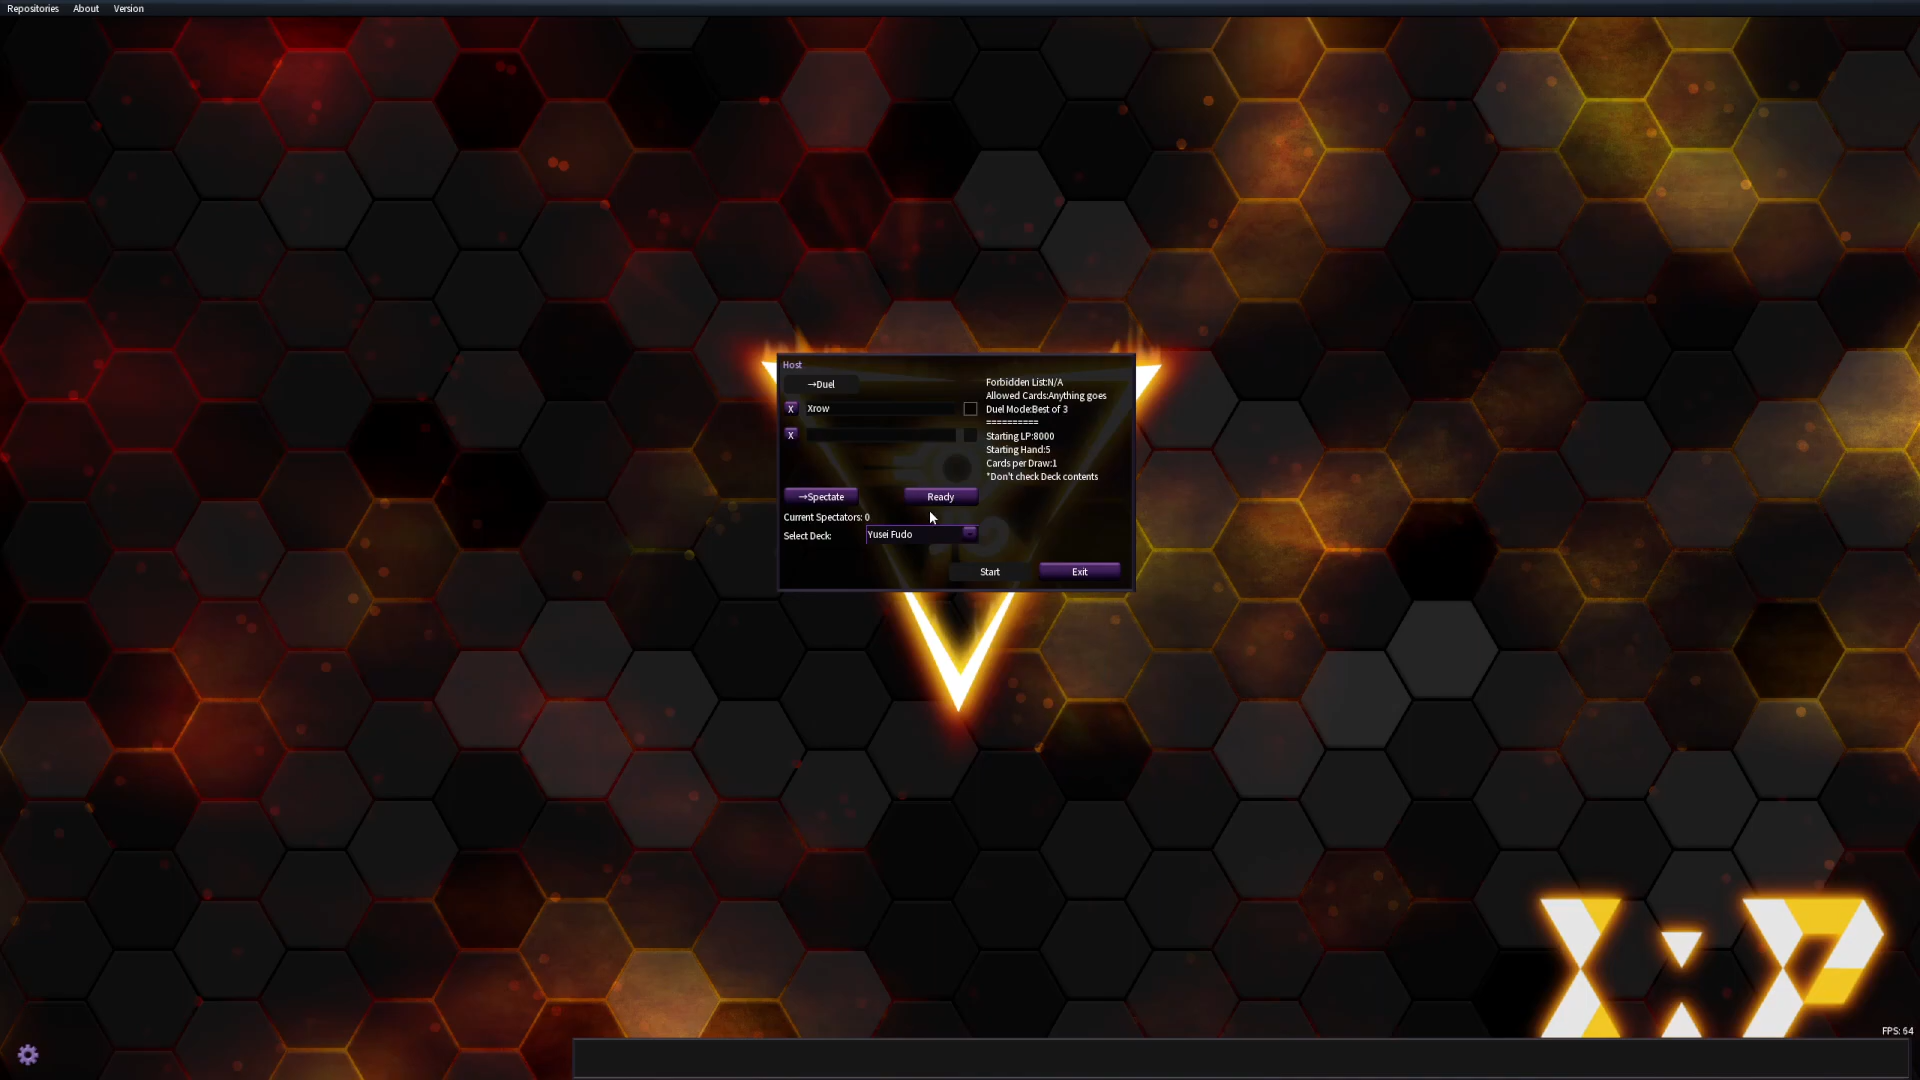 Repositories About Version
Host
→Duel
X Xrow
X
→Spectate Ready
Current Spectators: 0
Select Deck: Yusei Fudo
Forbidden List:N/A
Allowed Cards:Anything goes
Duel Mode:Best of 3
==========
Starting LP:8000
Starting Hand:5
Cards per Draw:1
*Don't check Deck contents
Start Exit
X:P
FPS: 64